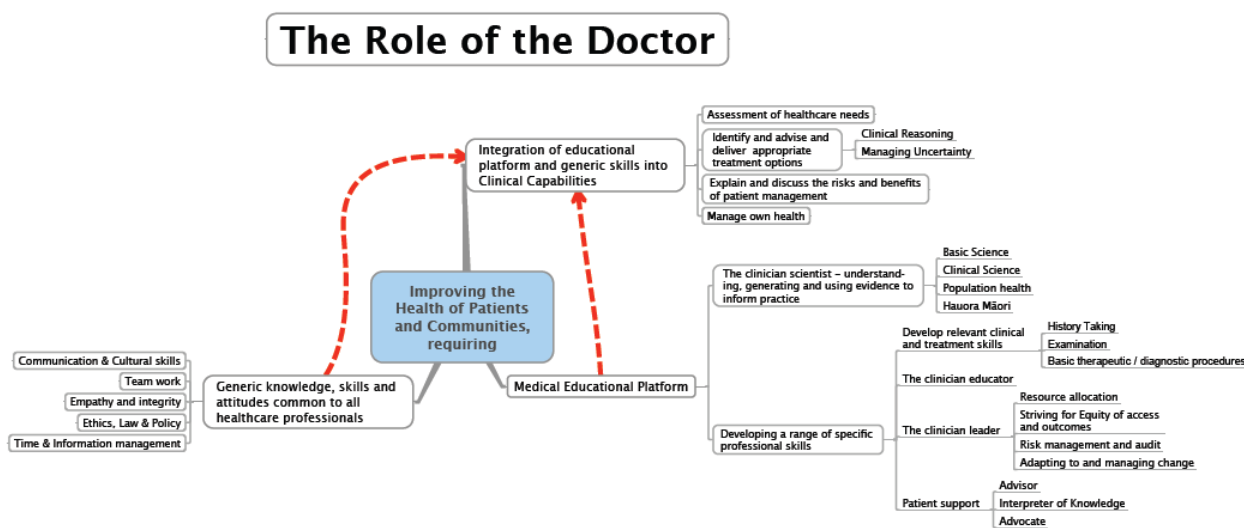 The Role of the Doctor
Integration of educational
platform and generic skills into
Clinical Capabilities
Assessment of healthcare needs
Identify and advise and
deliver appropriate
treatment options
Clinical Reasoning
Managing Uncertainty
Explain and discuss the risks and benefits
of patient management
Manage own health
Improving the
Health of Patients
and Communities,
requiring
Generic knowledge, skills and
attitudes common to all
healthcare professionals
Communication & Cultural skills
Team work
Empathy and integrity
Ethics, Law & Policy
Time & Information management
Medical Educational Platform
The clinician scientist – understand-
ing, generating and using evidence to
inform practice
Basic Science
Clinical Science
Population health
Hauora Māori
Developing a range of specific
professional skills
Develop relevant clinical
and treatment skills
History Taking
Examination
Basic therapeutic / diagnostic procedures
The clinician educator
The clinician leader
Resource allocation
Striving for Equity of access
and outcomes
Risk management and audit
Adapting to and managing change
Patient support
Advisor
Interpreter of Knowledge
Advocate